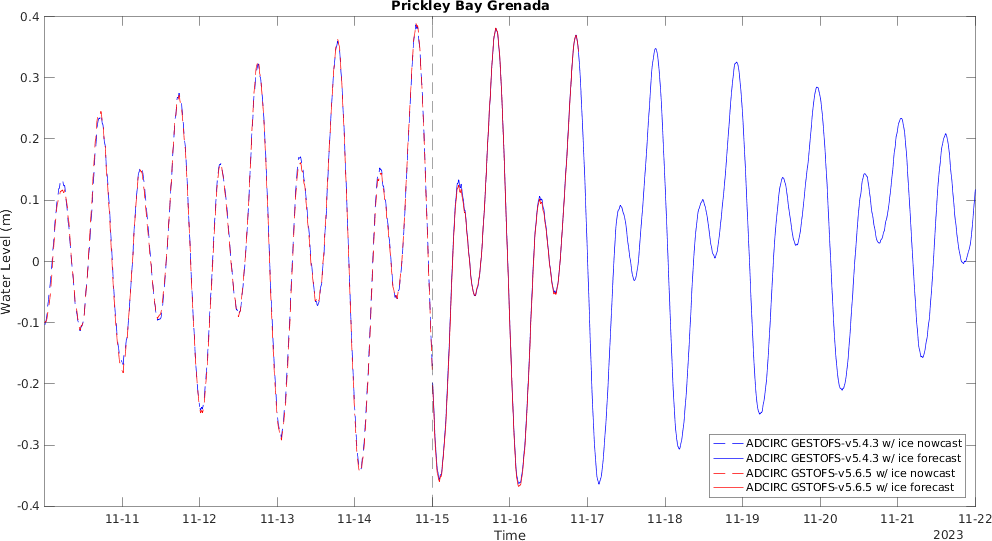 Prickley Bay Grenada
0.4
0.3
0.2
0.1
0
-0.1
-0.2
-0.3
-0.4
Water Level (m)
ADCIRC GESTOFS-v5.4.3 w/ ice nowcast
ADCIRC GESTOFS-v5.4.3 w/ ice forecast
ADCIRC GSTOFS-v5.6.5 w/ ice nowcast
ADCIRC GSTOFS-v5.6.5 w/ ice forecast
11-11 11-12 11-13 11-14 11-15 11-16 11-17 11-18 11-19 11-20 11-21 11-22
Time
2023